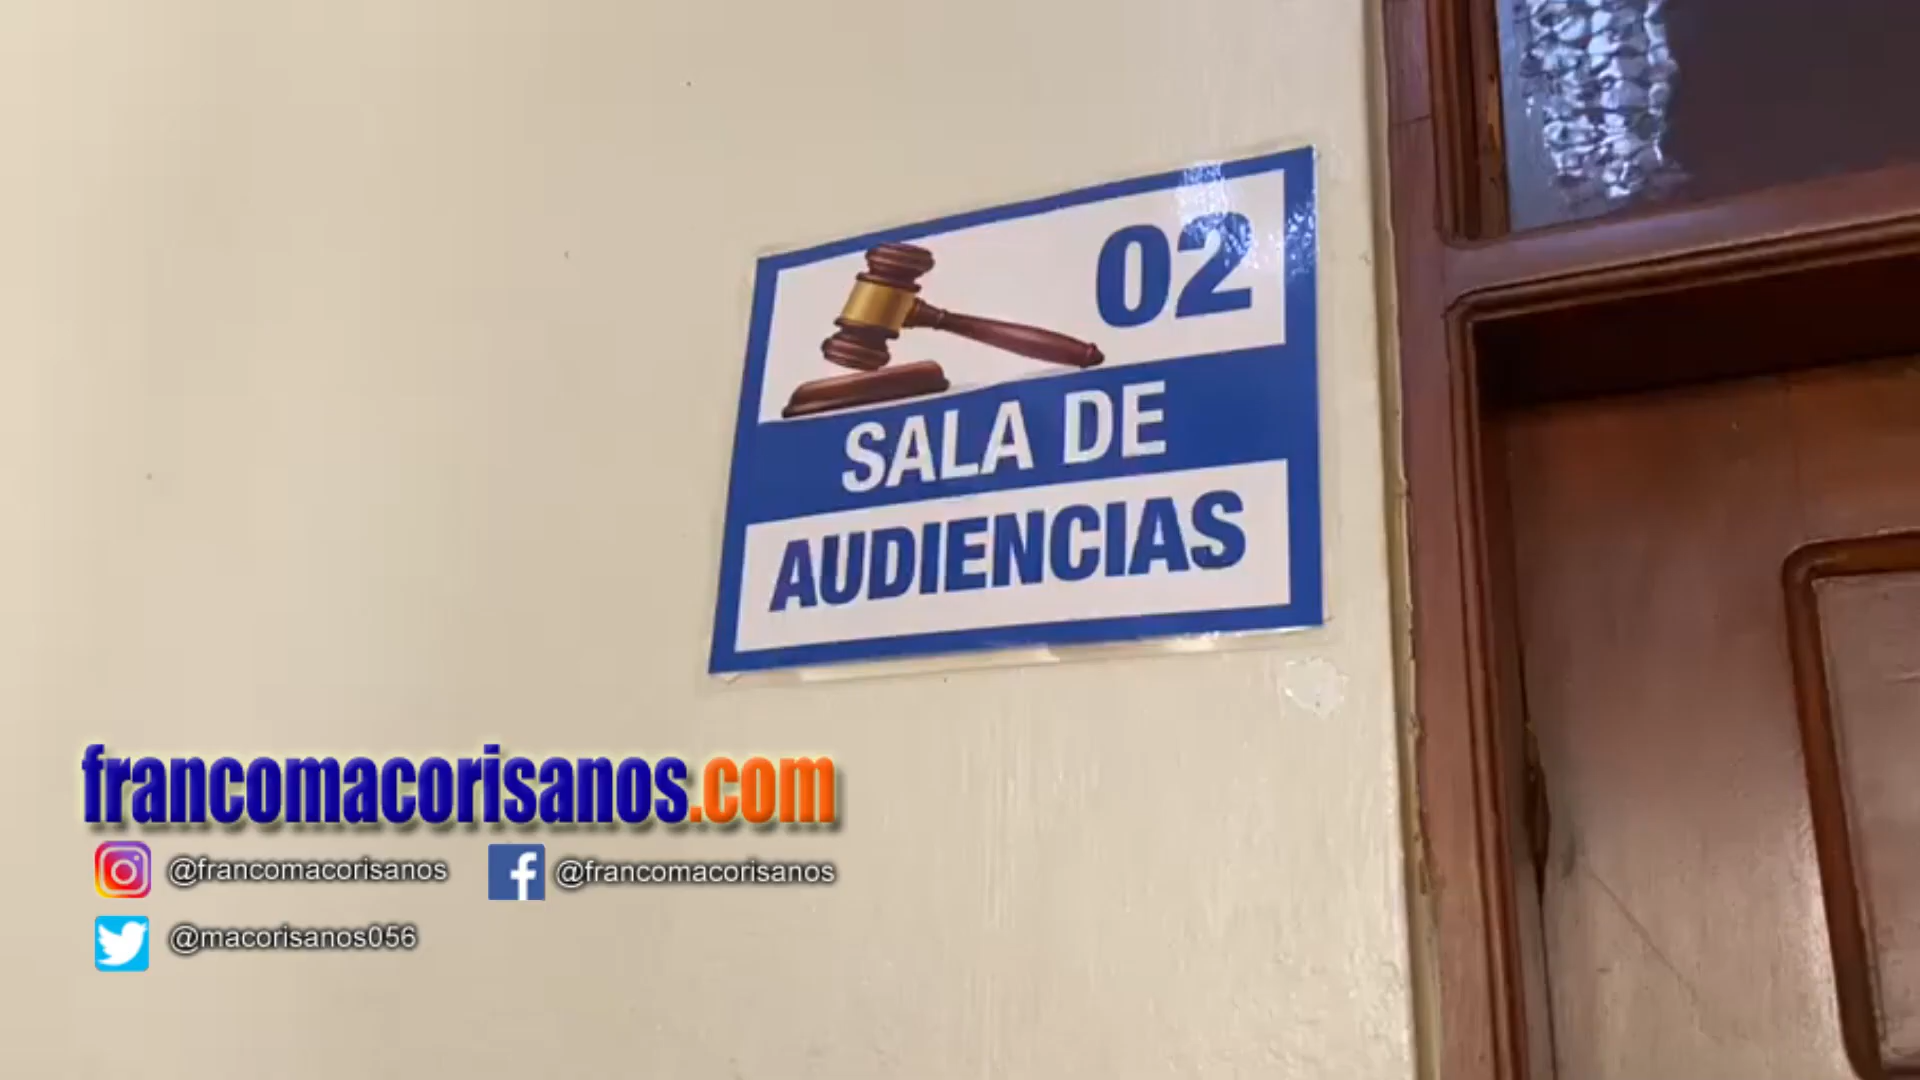 02
SALA DE
AUDIENCIAS
francomacorisanos.com
@francomacorisanos
@francomacorisanos
@macorisanos056